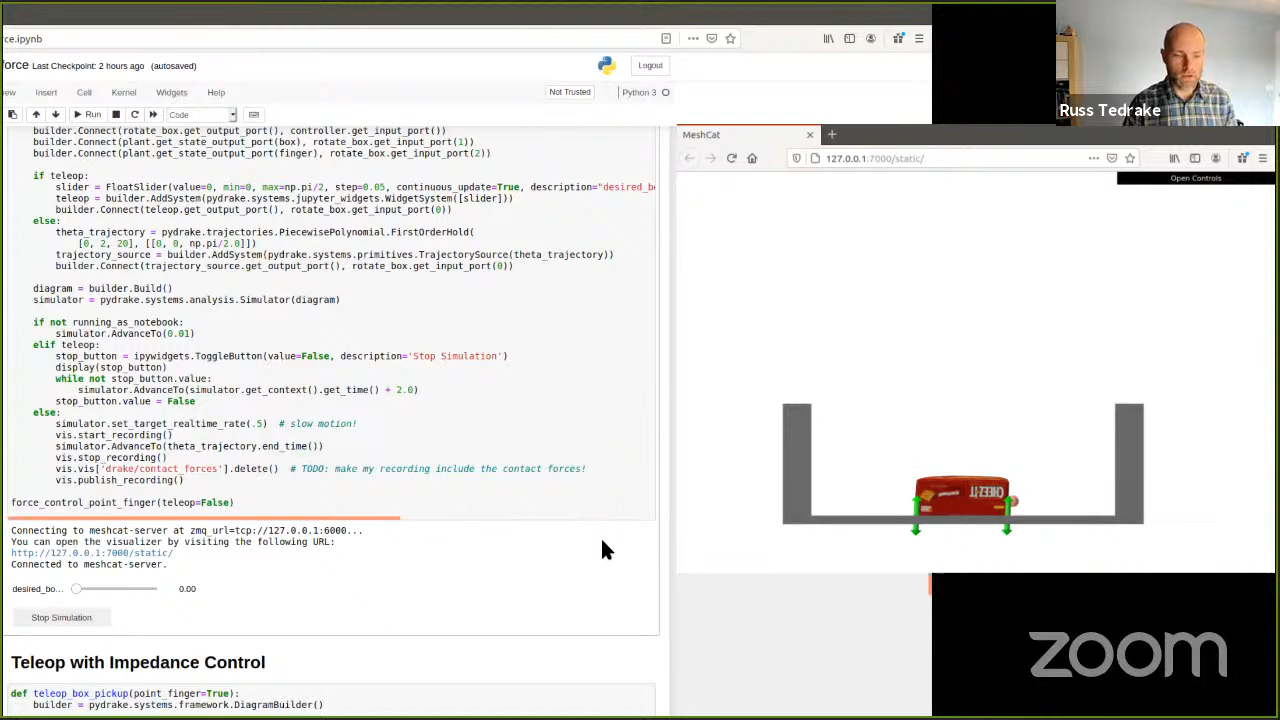 rce.ipynb
force Last Checkpoint: 2 hours ago (autosaved)
Logout
iew Insert Cell Kernel Widgets Help
Not Trusted
Python 3
Run
Code
builder.Connect(rotate_box.get_output_port(), controller.get_input_port())
builder.Connect(plant.get_state_output_port(box), rotate_box.get_input_port(1))
builder.Connect(plant.get_state_output_port(finger), rotate_box.get_input_port(2))
if teleop:
slider = FloatSlider(value=0, min=0, max=np.pi/2, step=0.05, continuous_update=True, description="desired_b
teleop = builder.AddSystem(pydrake.systems.jupyter_widgets.WidgetSystem([slider]))
builder.Connect(teleop.get_output_port(), rotate_box.get_input_port(0))
else:
theta_trajectory = pydrake.trajectories.PiecewisePolynomial.FirstOrderHold(
[0, 2, 20], [[0, 0, np.pi/2.0]])
trajectory_source = builder.AddSystem(pydrake.systems.primitives.TrajectorySource(theta_trajectory))
builder.Connect(trajectory_source.get_output_port(), rotate_box.get_input_port(0))
diagram = builder.Build()
simulator = pydrake.systems.analysis.Simulator(diagram)
if not running_as_notebook:
simulator.AdvanceTo(0.01)
elif teleop:
stop_button = ipywidgets.ToggleButton(value=False, description='Stop Simulation')
display(stop_button)
while not stop_button.value:
simulator.AdvanceTo(simulator.get_context().get_time() + 2.0)
stop_button.value = False
else:
simulator.set_target_realtime_rate(.5) # slow motion!
vis.start_recording()
simulator.AdvanceTo(theta_trajectory.end_time())
vis.stop_recording()
vis.vis['drake/contact_forces'].delete() # TODO: make my recording include the contact forces!
vis.publish_recording()
force_control_point_finger(teleop=False)
Connecting to meshcat-server at zmq_url=tcp://127.0.0.1:6000...
You can open the visualizer by visiting the following URL:
http://127.0.0.1:7000/static/
Connected to meshcat-server.
desired_bo... 0.00
Stop Simulation
Teleop with Impedance Control
def teleop_box_pickup(point_finger=True):
builder = pydrake.systems.framework.DiagramBuilder()
Russ Tedrake
MeshCat
127.0.0.1:7000/static/
Open Controls
CHEEZ-IT
zoom